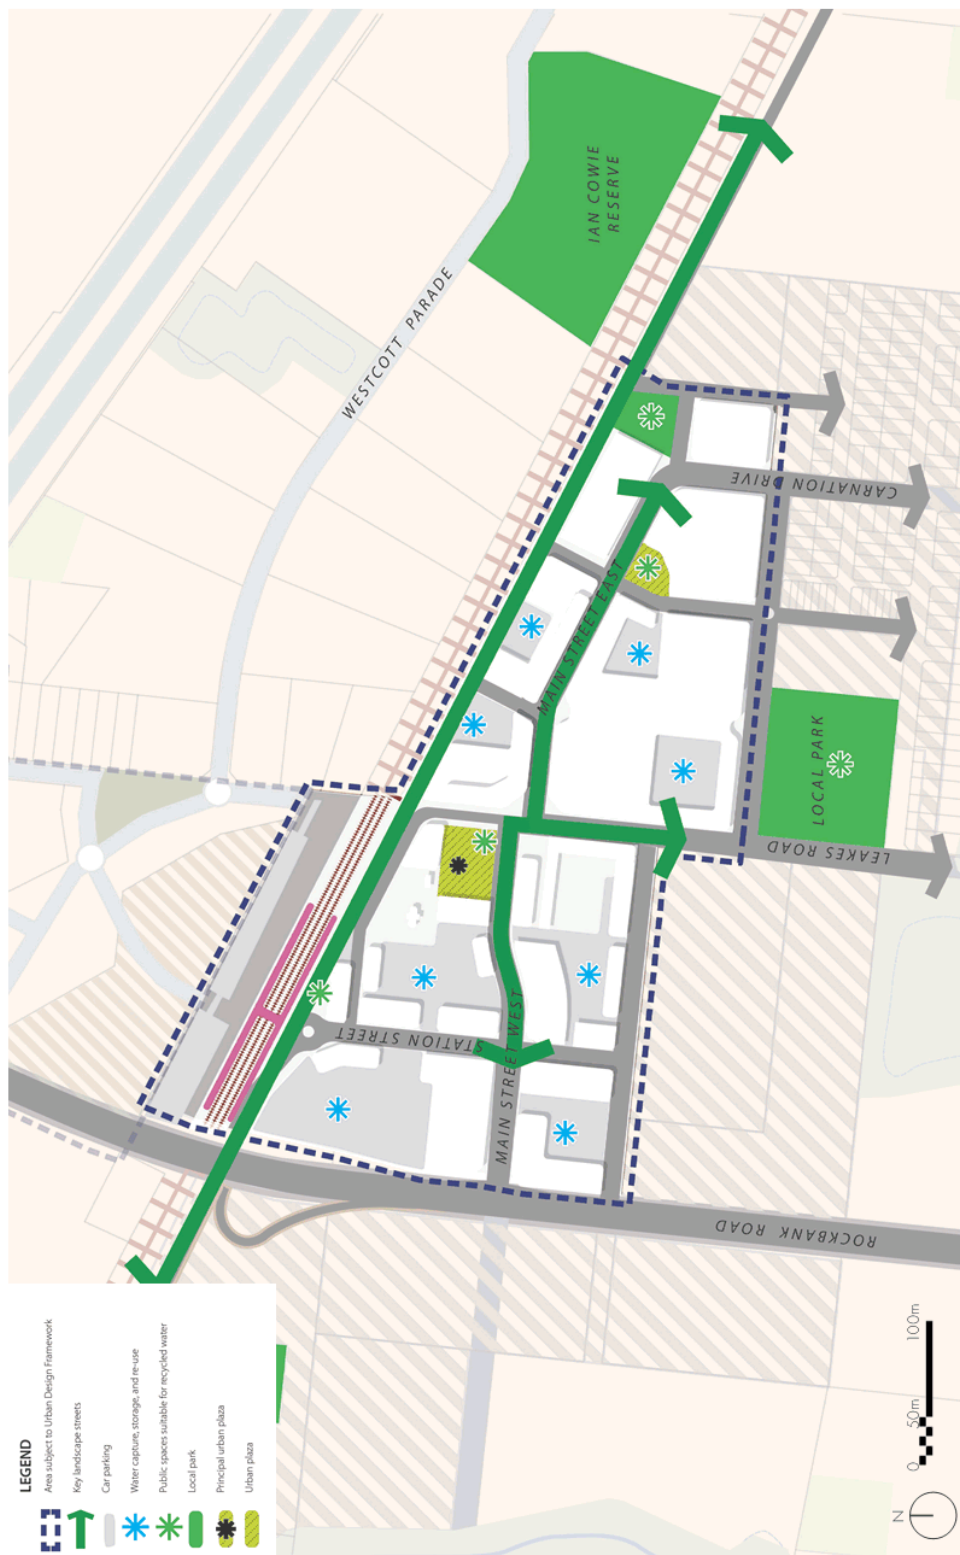 IAN COWIE
RESERVE
WESTCOTT PARADE
CARNATION DRIVE
MAIN STREET EAST
LOCAL PARK
LEAKES ROAD
STATION STREET
MAIN STREET WEST
ROCKBANK ROAD
LEGEND
Area subject to Urban Design Framework
Key landscape streets
Car parking
Water capture, storage, and re-use
Public spaces suitable for recycled water
Local park
Principal urban plaza
Urban plaza
0 50m 100m
N